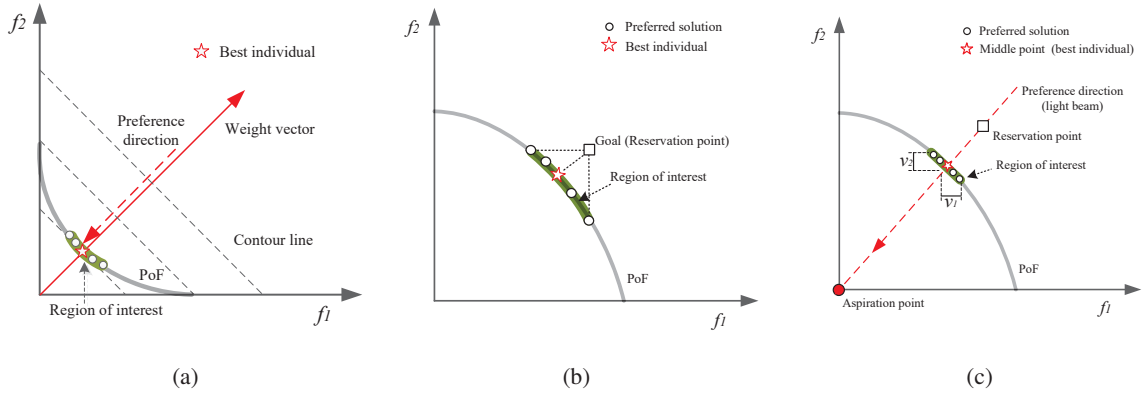 f2
Best individual
Preference
direction
Weight vector
Contour line
PoF
Region of interest
f1
(a)
f2
Preferred solution
Best individual
Goal (Reservation point)
Region of interest
PoF
f1
(b)
f2
Preferred solution
Middle point (best individual)
Preference direction
(light beam)
Reservation point
v2
Region of interest
v1
PoF
Aspiration point
f1
(c)